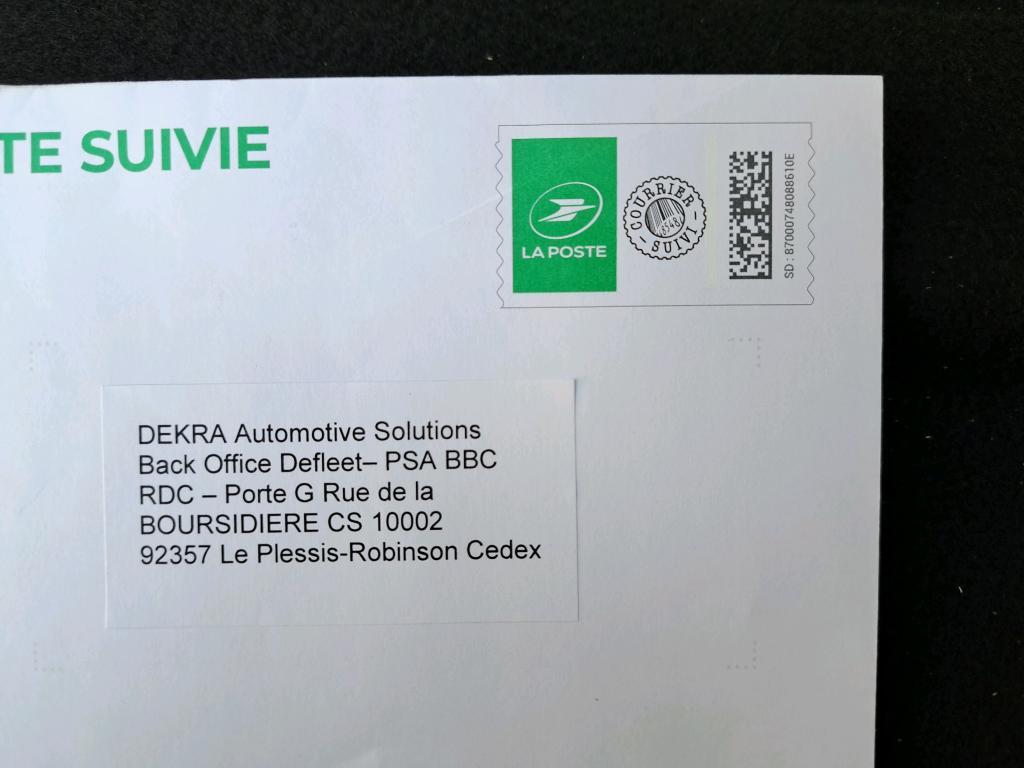 TE SUIVIE
LA POSTE
COURRIER
8548
SUIVI
SD : 87000748088610E
DEKRA Automotive Solutions
Back Office Defleet– PSA BBC
RDC – Porte G Rue de la
BOURSIDIERE CS 10002
92357 Le Plessis-Robinson Cedex